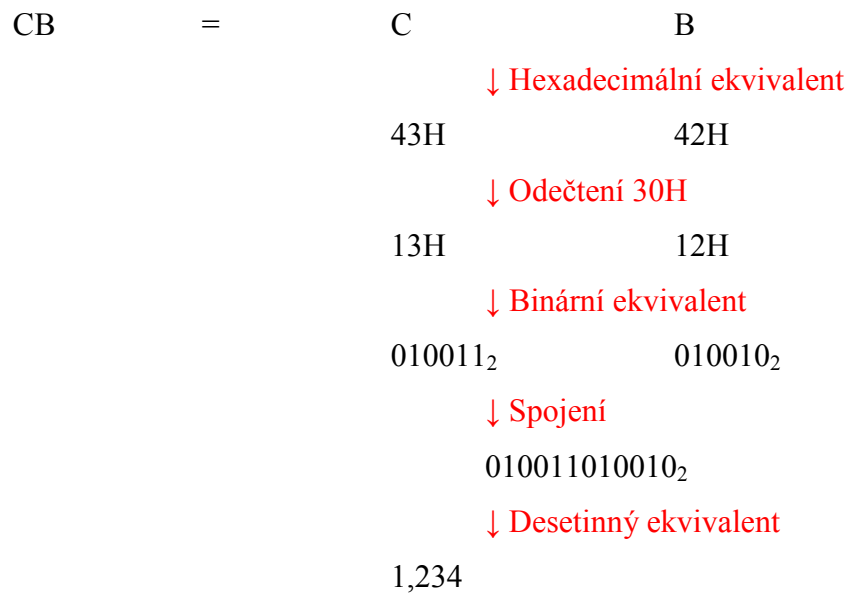 CB = C B
↓ Hexadecimální ekvivalent
43H 42H
↓ Odečtení 30H
13H 12H
↓ Binární ekvivalent
010011₂ 010010₂
↓ Spojení
010011010010₂
↓ Desetinný ekvivalent
1,234